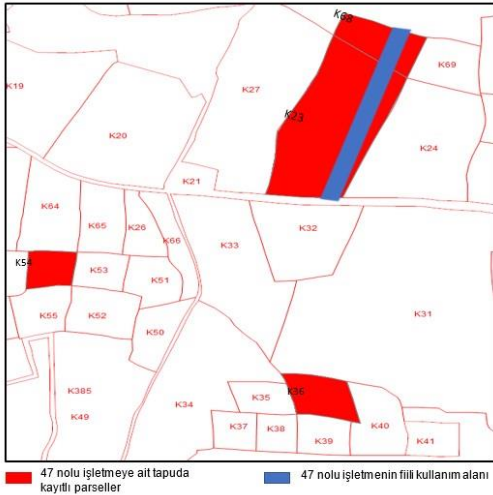 K68
K69
K19
K27
K23
K20
K24
K21
K64
K65
K26
K66
K33
K32
K54
K53
K51
K31
K55
K52
K50
K36
K385
K49
K34
K35
K37
K38
K39
K40
K41
47 nolu işletmeye ait tapuda
kayıtlı parseller
47 nolu işletmenin fiili kullanım alanı